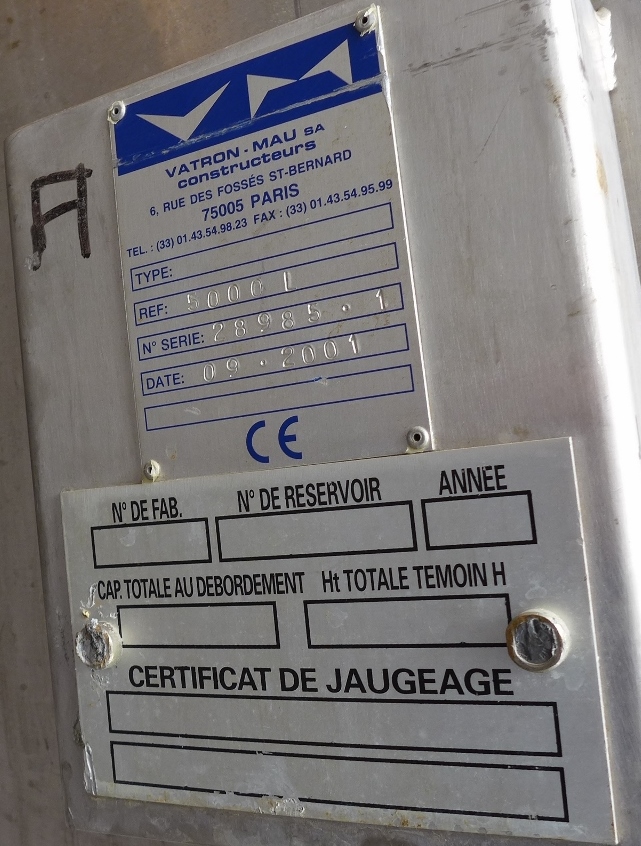 A
VM
VATRON - MAU SA
constructeurs
6, RUE DES FOSSÉS ST-BERNARD
75005 PARIS
TEL. : (33) 01.43.54.98.23 FAX : (33) 01.43.54.95.99
TYPE:
REF: 5000 L
N° SERIE: 28985.1
DATE: 09.2001
CE
N° DE FAB. N° DE RESERVOIR ANNÉE
CAP. TOTALE AU DEBORDEMENT Ht TOTALE TEMOIN H
CERTIFICAT DE JAUGEAGE